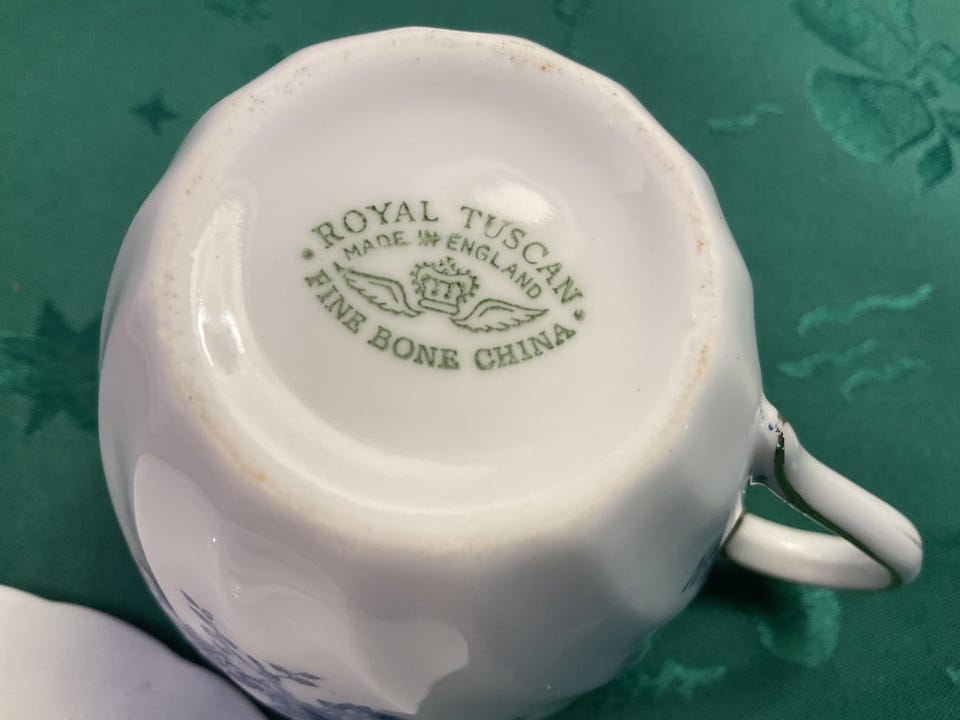 ROYAL TUSCAN
MADE IN ENGLAND
FINE BONE CHINA